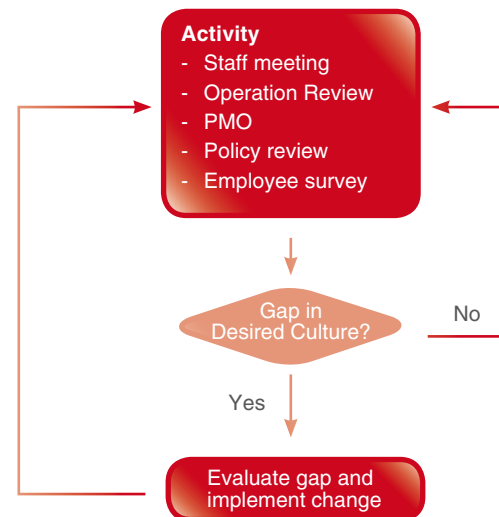 Activity
- Staff meeting
- Operation Review
- PMO
- Policy review
- Employee survey
Gap in
Desired Culture?
No
Yes
Evaluate gap and
implement change